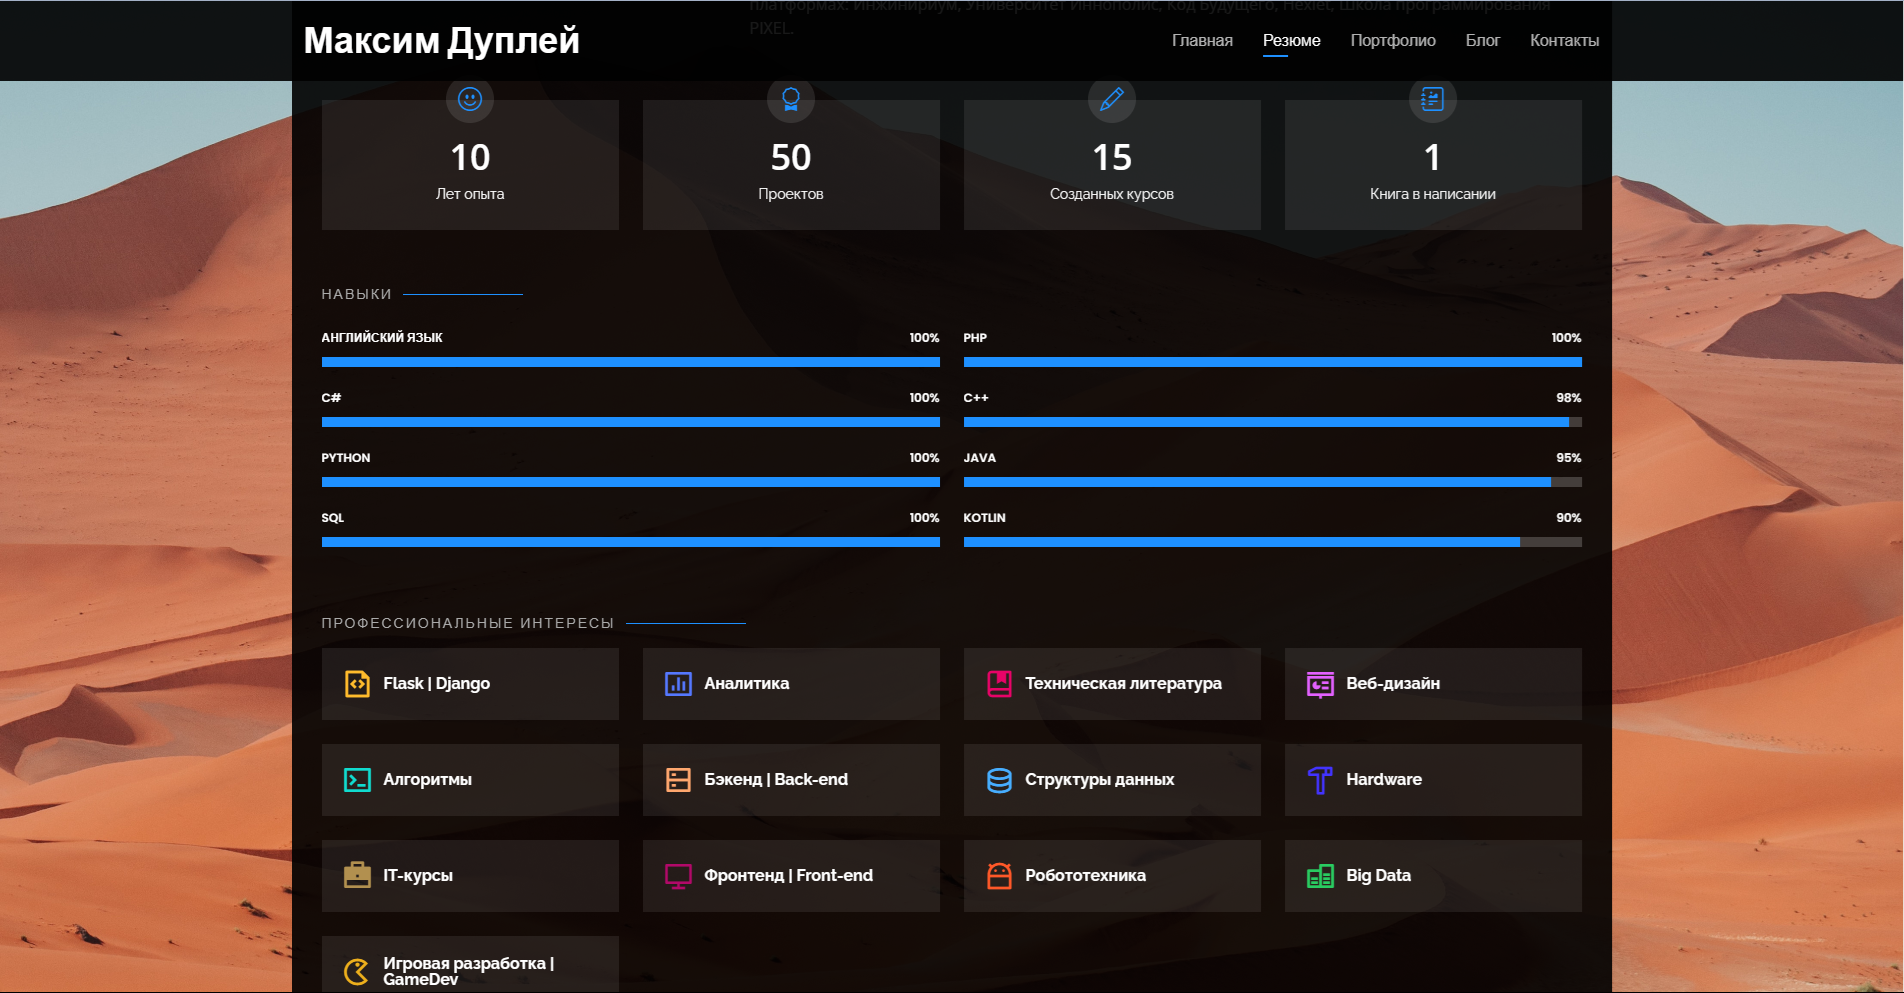 платформах: Инжинириум, Университет Иннополис, Код Будущего, Hexlet, Школа программирования
PIXEL.
Максим Дуплей
Главная Резюме Портфолио Блог Контакты
10 50 15 1
Лет опыта Проектов Созданных курсов Книга в написании
НАВЫКИ
АНГЛИЙСКИЙ ЯЗЫК 100% PHP 100%
C# 100% C++ 98%
PYTHON 100% JAVA 95%
SQL 100% KOTLIN 90%
ПРОФЕССИОНАЛЬНЫЕ ИНТЕРЕСЫ
Flask | Django Аналитика Техническая литература Веб-дизайн
Алгоритмы Бэкенд | Back-end Структуры данных Hardware
IT-курсы Фронтенд | Front-end Робототехника Big Data
Игровая разработка |
GameDev